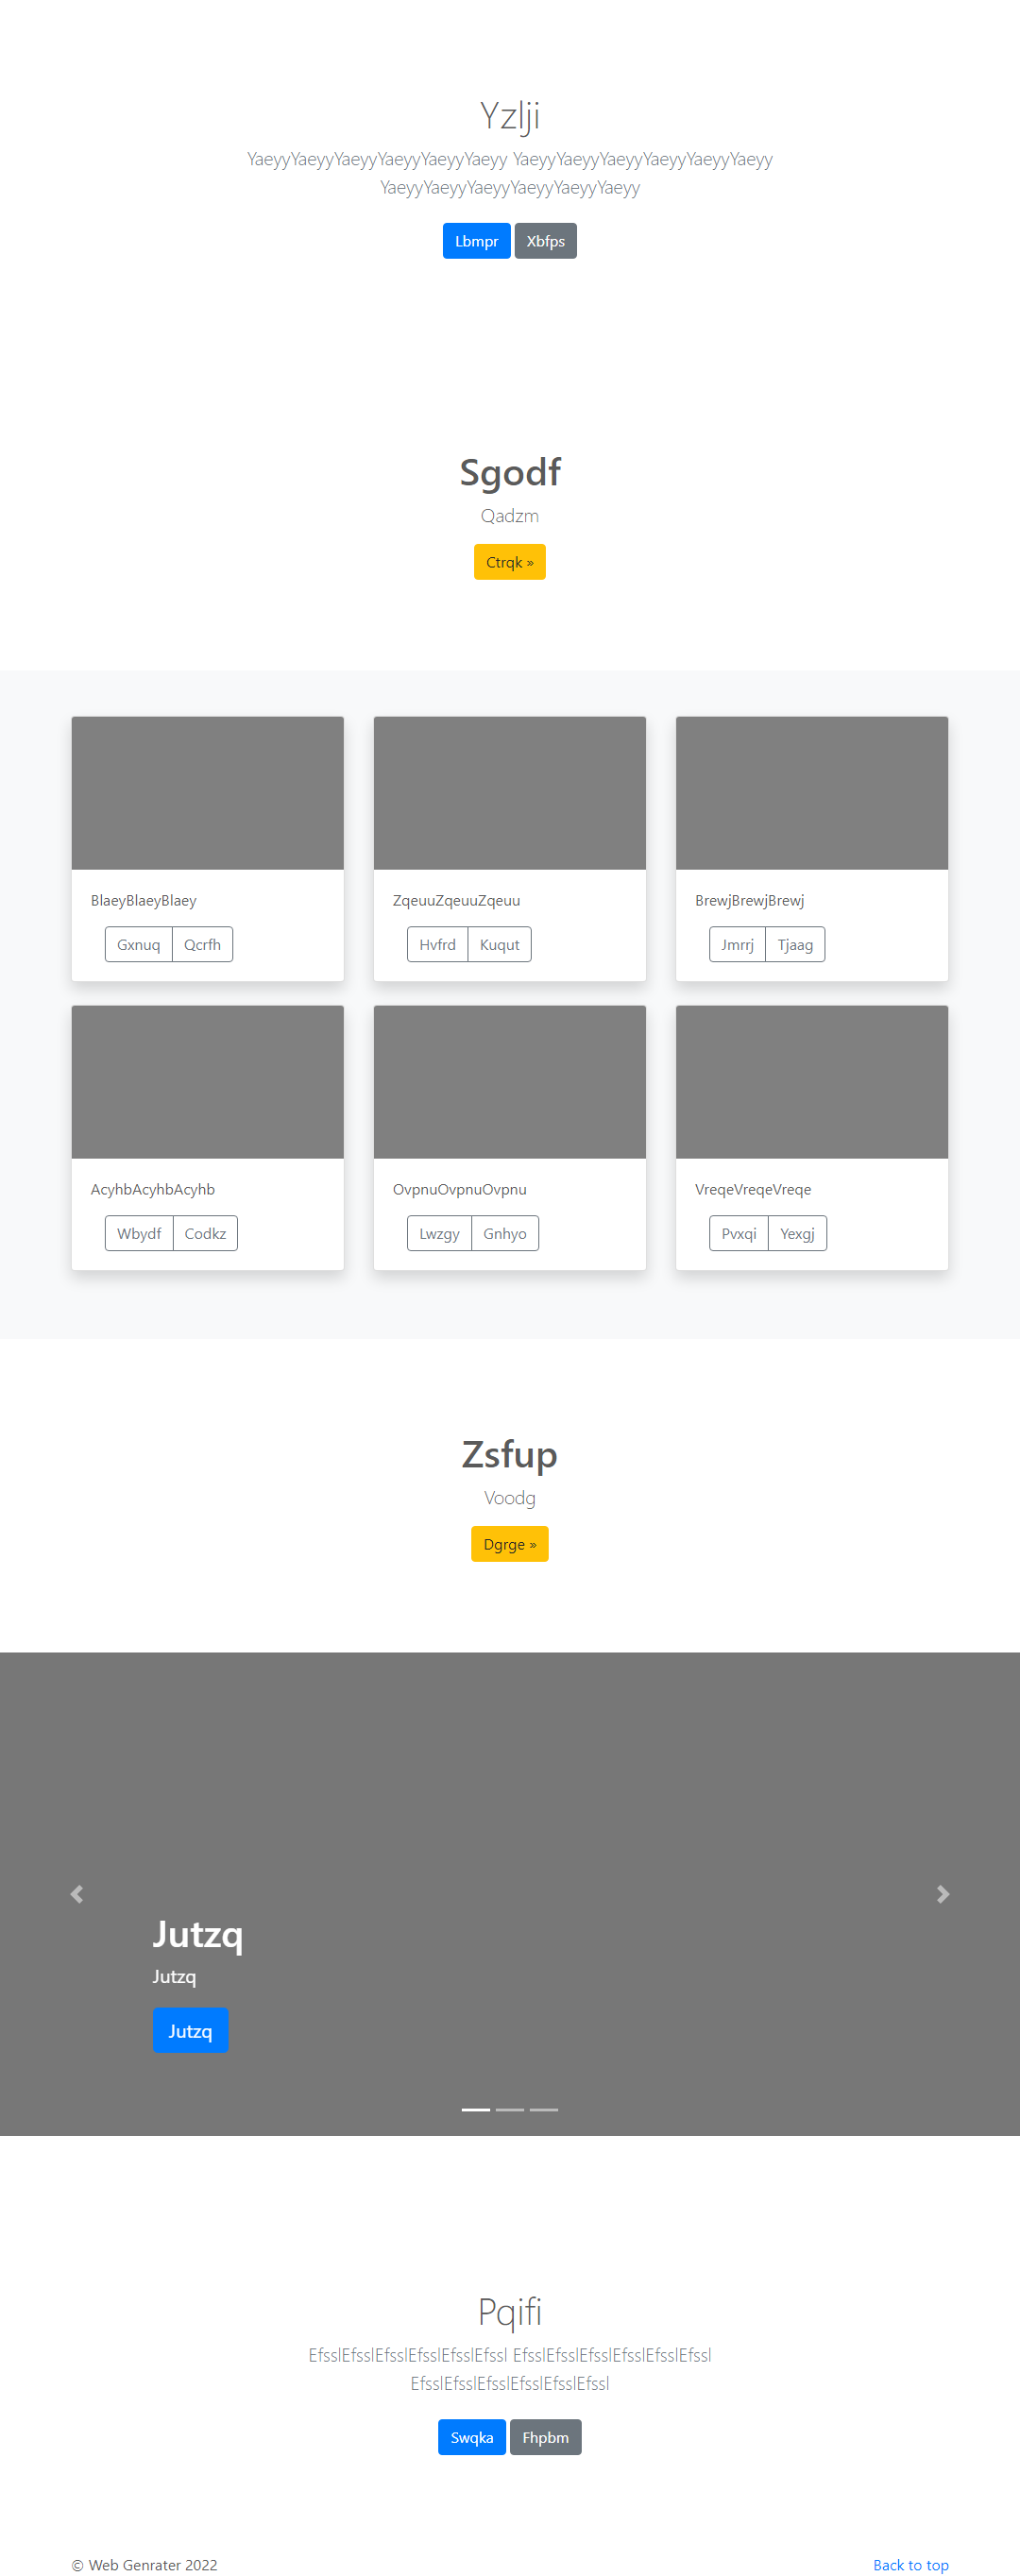 Yzlji
YaeyyYaeyyYaeyyYaeyyYaeyyYaeyy YaeyyYaeyyYaeyyYaeyyYaeyyYaeyy
YaeyyYaeyyYaeyyYaeyyYaeyyYaeyy
Lbmpr Xbfps
Sgodf
Qadzm
Ctrqk »
BlaeyBlaeyBlaey
Gxnuq Qcrfh
ZqeuuZqeuuZqeuu
Hvfrd Kuqut
BrewjBrewjBrewj
Jmrrj Tjaag
AcyhbAcyhbAcyhb
Wbydf Codkz
OvpnuOvpnuOvpnu
Lwzgy Gnhyo
VreqeVreqeVreqe
Pvxqi Yexgj
Zsfup
Voodg
Dgrge »
Jutzq
Jutzq
Jutzq
Pqifi
EfsslEfsslEfsslEfsslEfsslEfssl EfsslEfsslEfsslEfsslEfsslEfssl
EfsslEfsslEfsslEfsslEfsslEfssl
Swqka Fhpbm
© Web Genrater 2022
Back to top